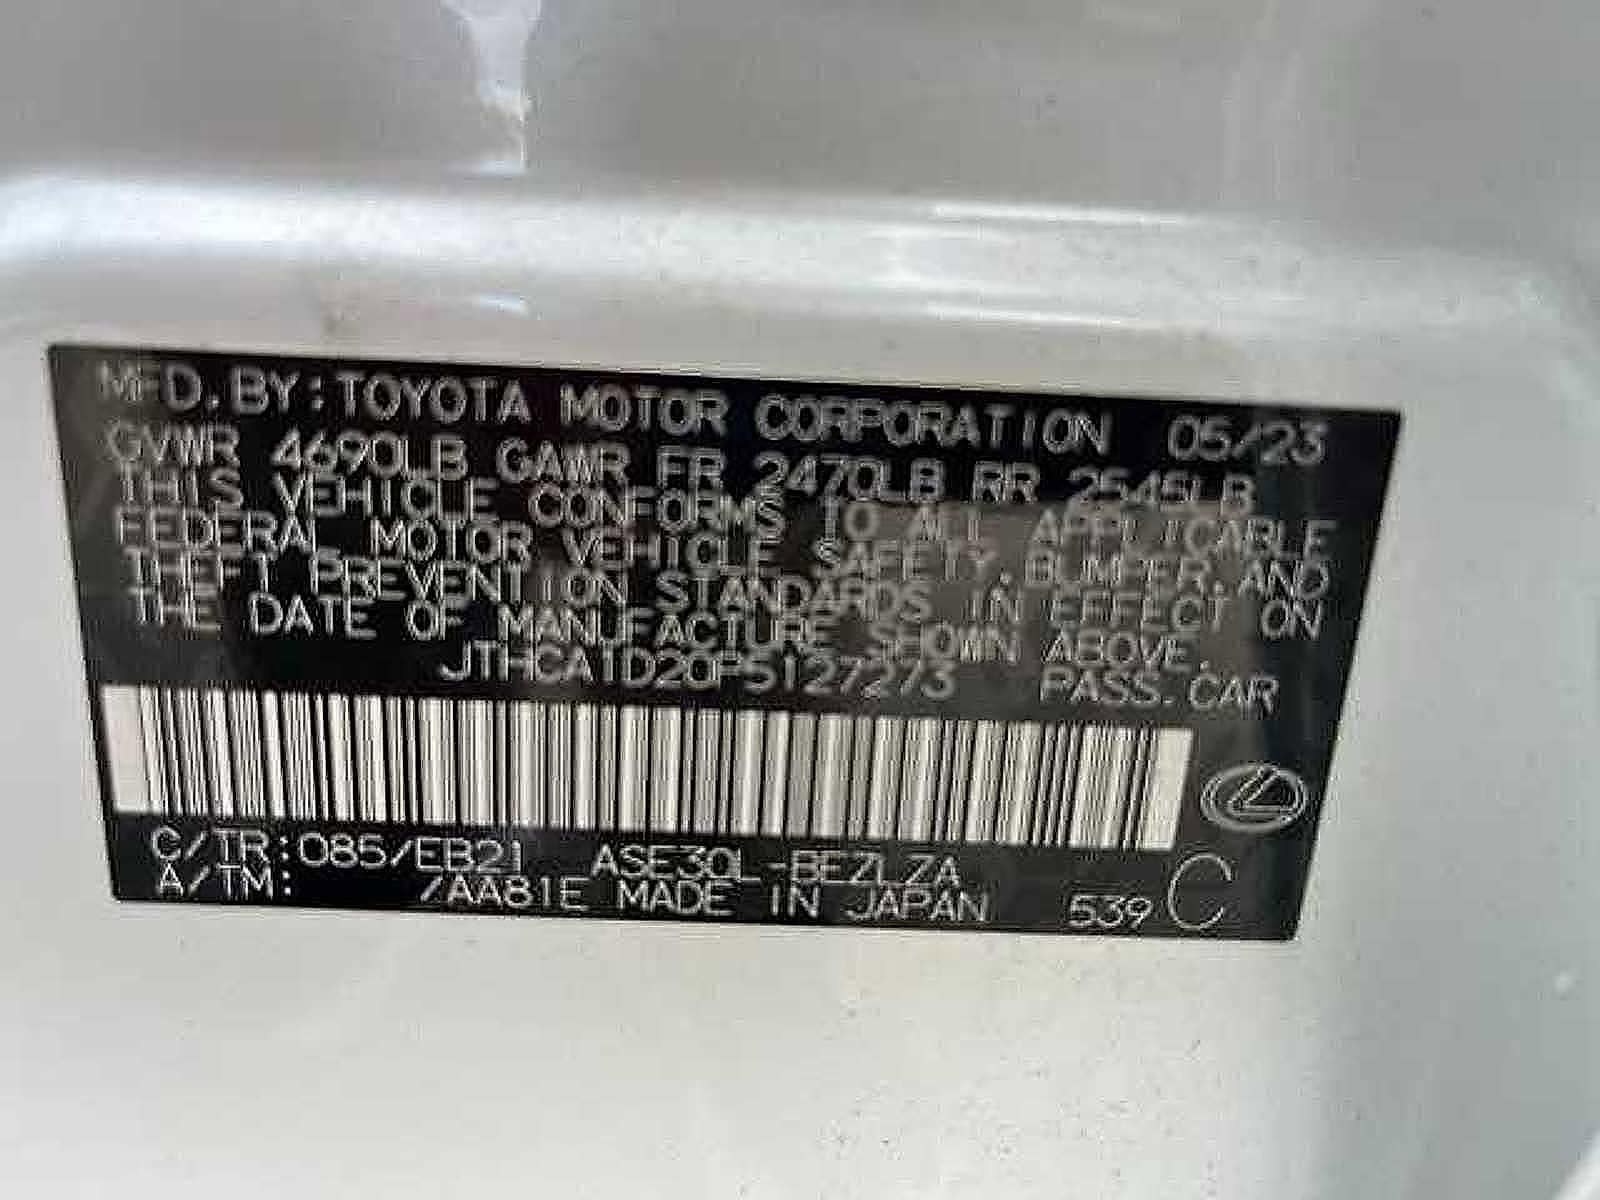 MFD. BY: TOYOTA MOTOR CORPORATION 05/23
GVWR 4690LB GAWR FR 2470LB RR 2545LB
THIS VEHICLE CONFORMS TO ALL APPLICABLE
FEDERAL MOTOR VEHICLE SAFETY, BUMPER, AND
THEFT PREVENTION STANDARDS IN EFFECT ON
THE DATE OF MANUFACTURE SHOWN ABOVE.
JTHCA1D20P5127273 PASS. CAR
C/TR: 085/EB21 ASE30L-BEZLZA
A/TM: /AA81E MADE IN JAPAN 539 C